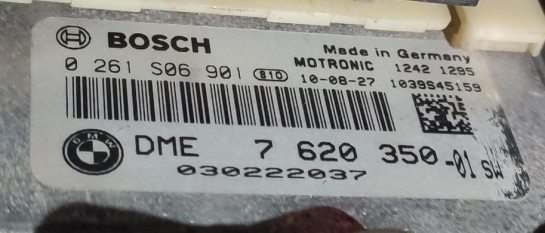 BOSCH Made in Germany
MOTRONIC 1242 1295
0 261 S06 901 810 10-08-27 1039S45159
BMW DME 7 620 350-01 SW
030222037